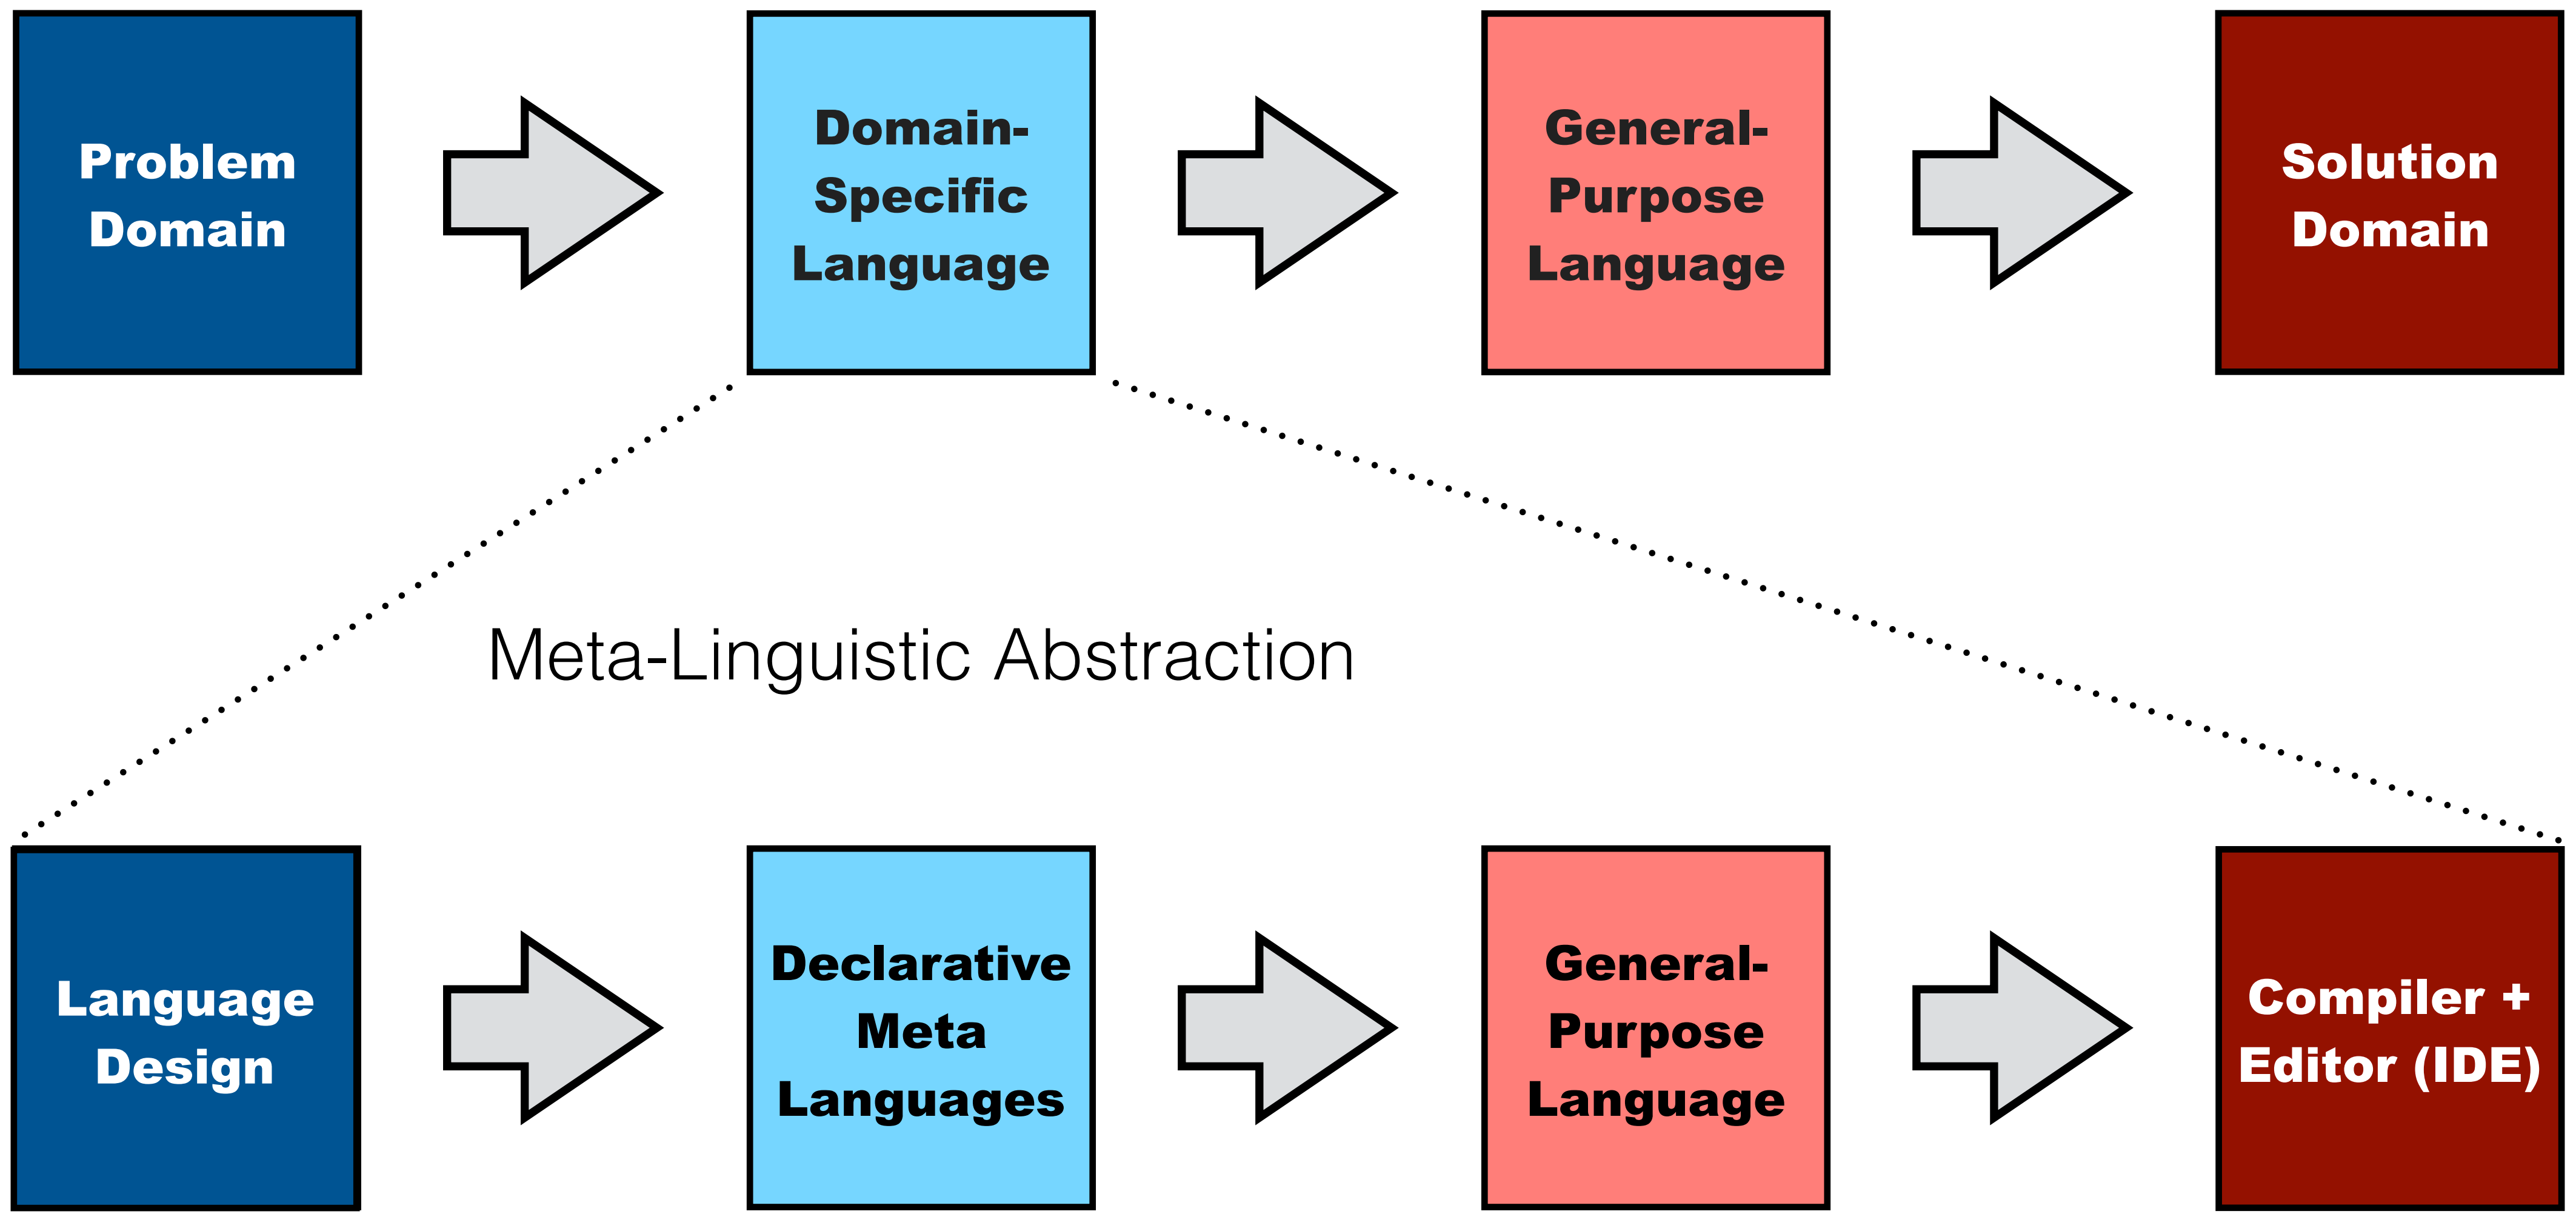 Problem
Domain
Domain-
Specific
Language
General-
Purpose
Language
Solution
Domain
Meta-Linguistic Abstraction
Language
Design
Declarative
Meta
Languages
General-
Purpose
Language
Compiler +
Editor (IDE)